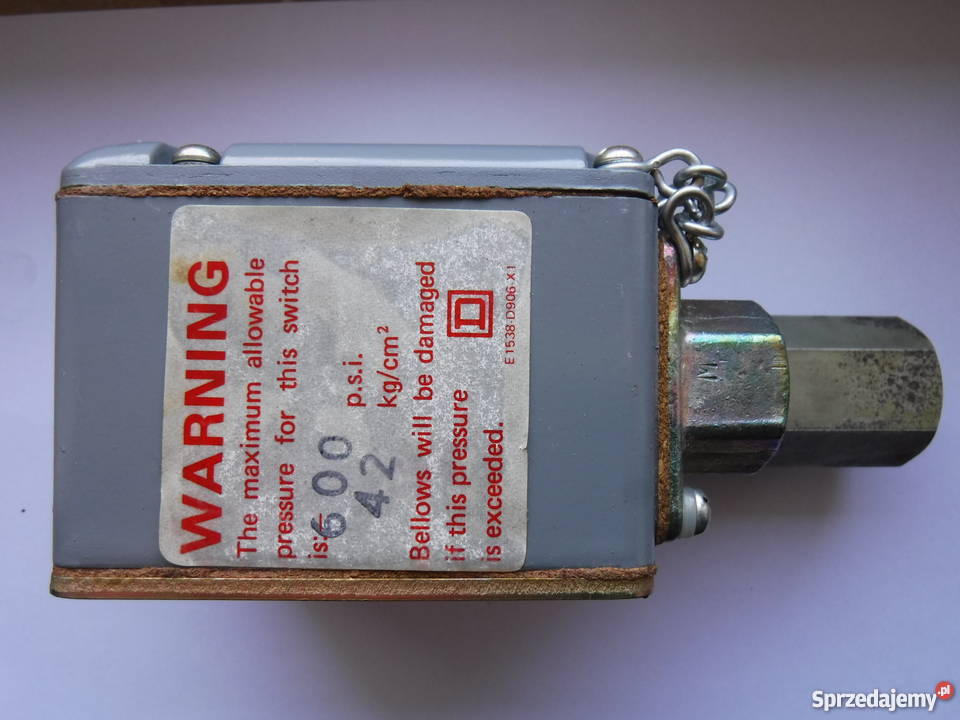 WARNING
The maximum allowable
pressure for this switch
is:
600 p.s.i.
42 kg/cm²
Bellows will be damaged
if this pressure
is exceeded.
D
E1538-D906-X1
M
Sprzedajemy.pl